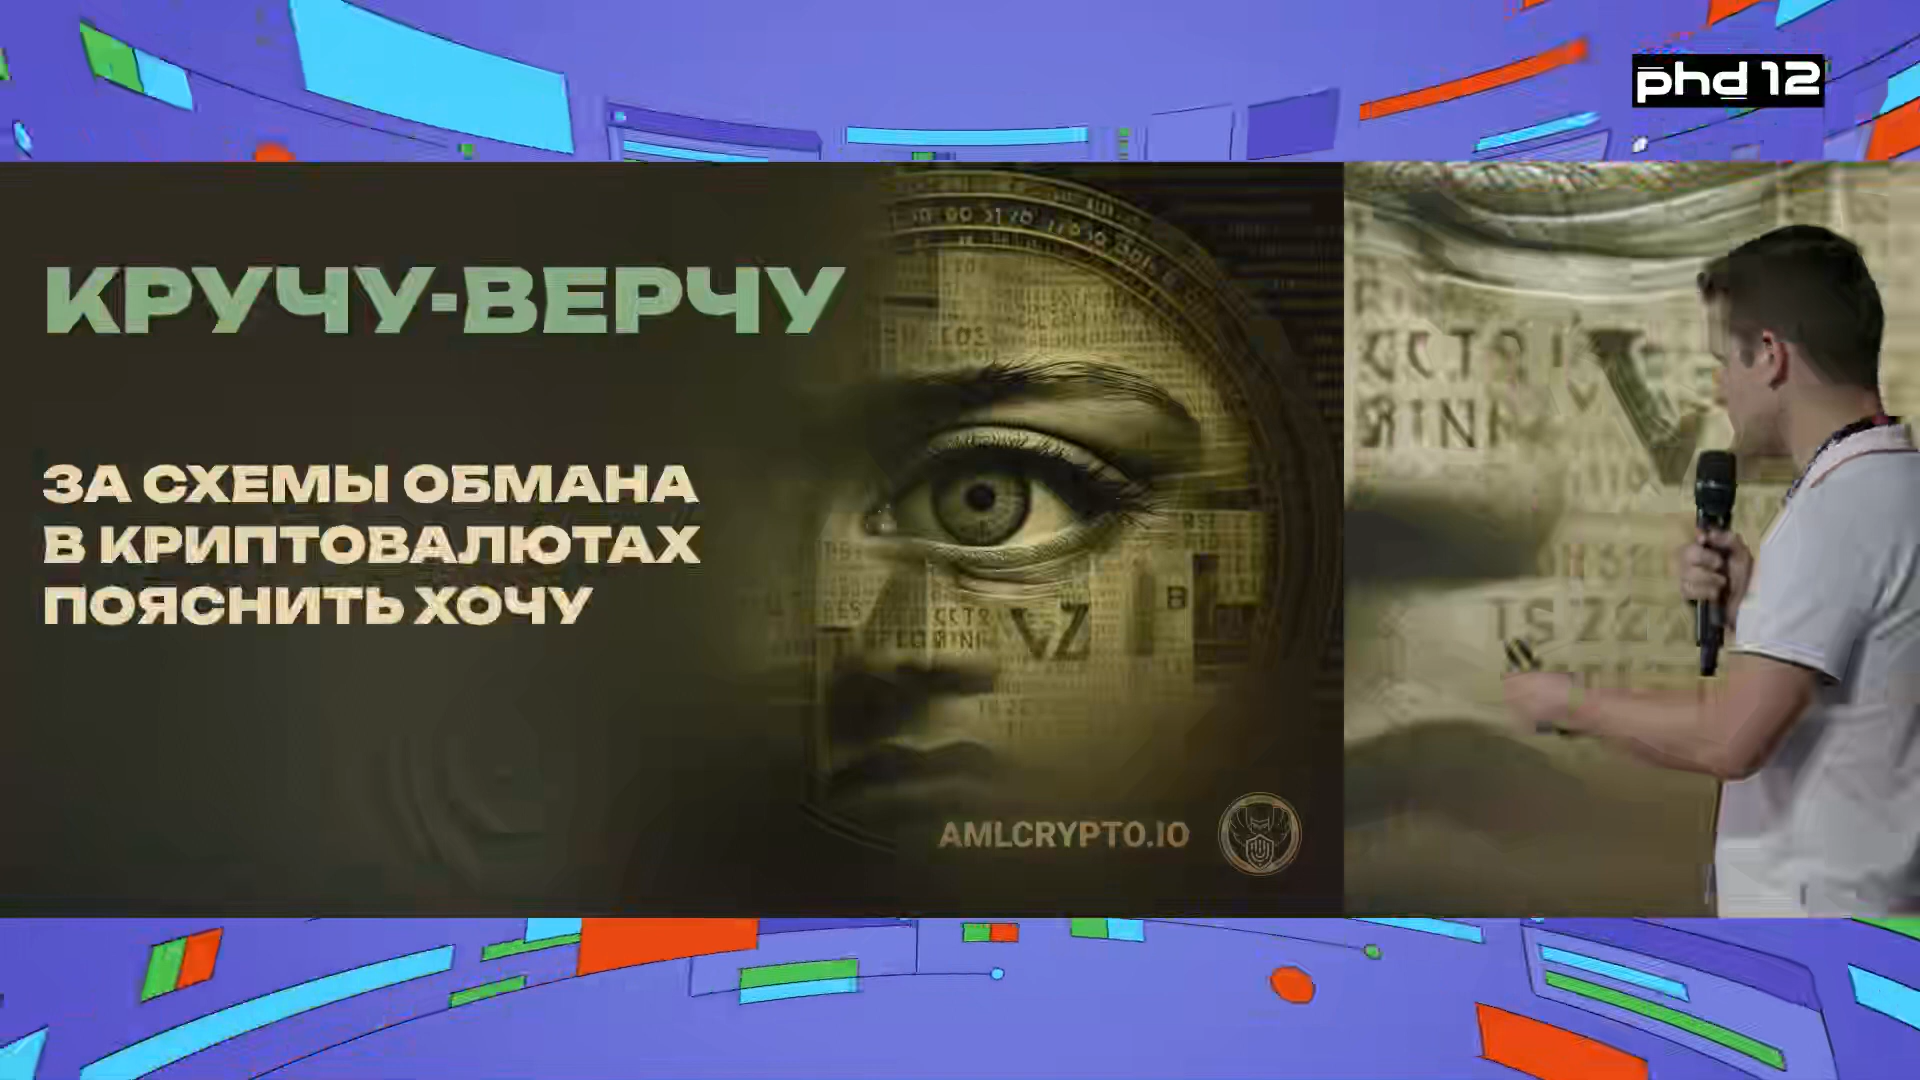 phd 12
КРУЧУ-ВЕРЧУ
ЗА СХЕМЫ ОБМАНА
В КРИПТОВАЛЮТАХ
ПОЯСНИТЬ ХОЧУ
AMLCRYPTO.IO